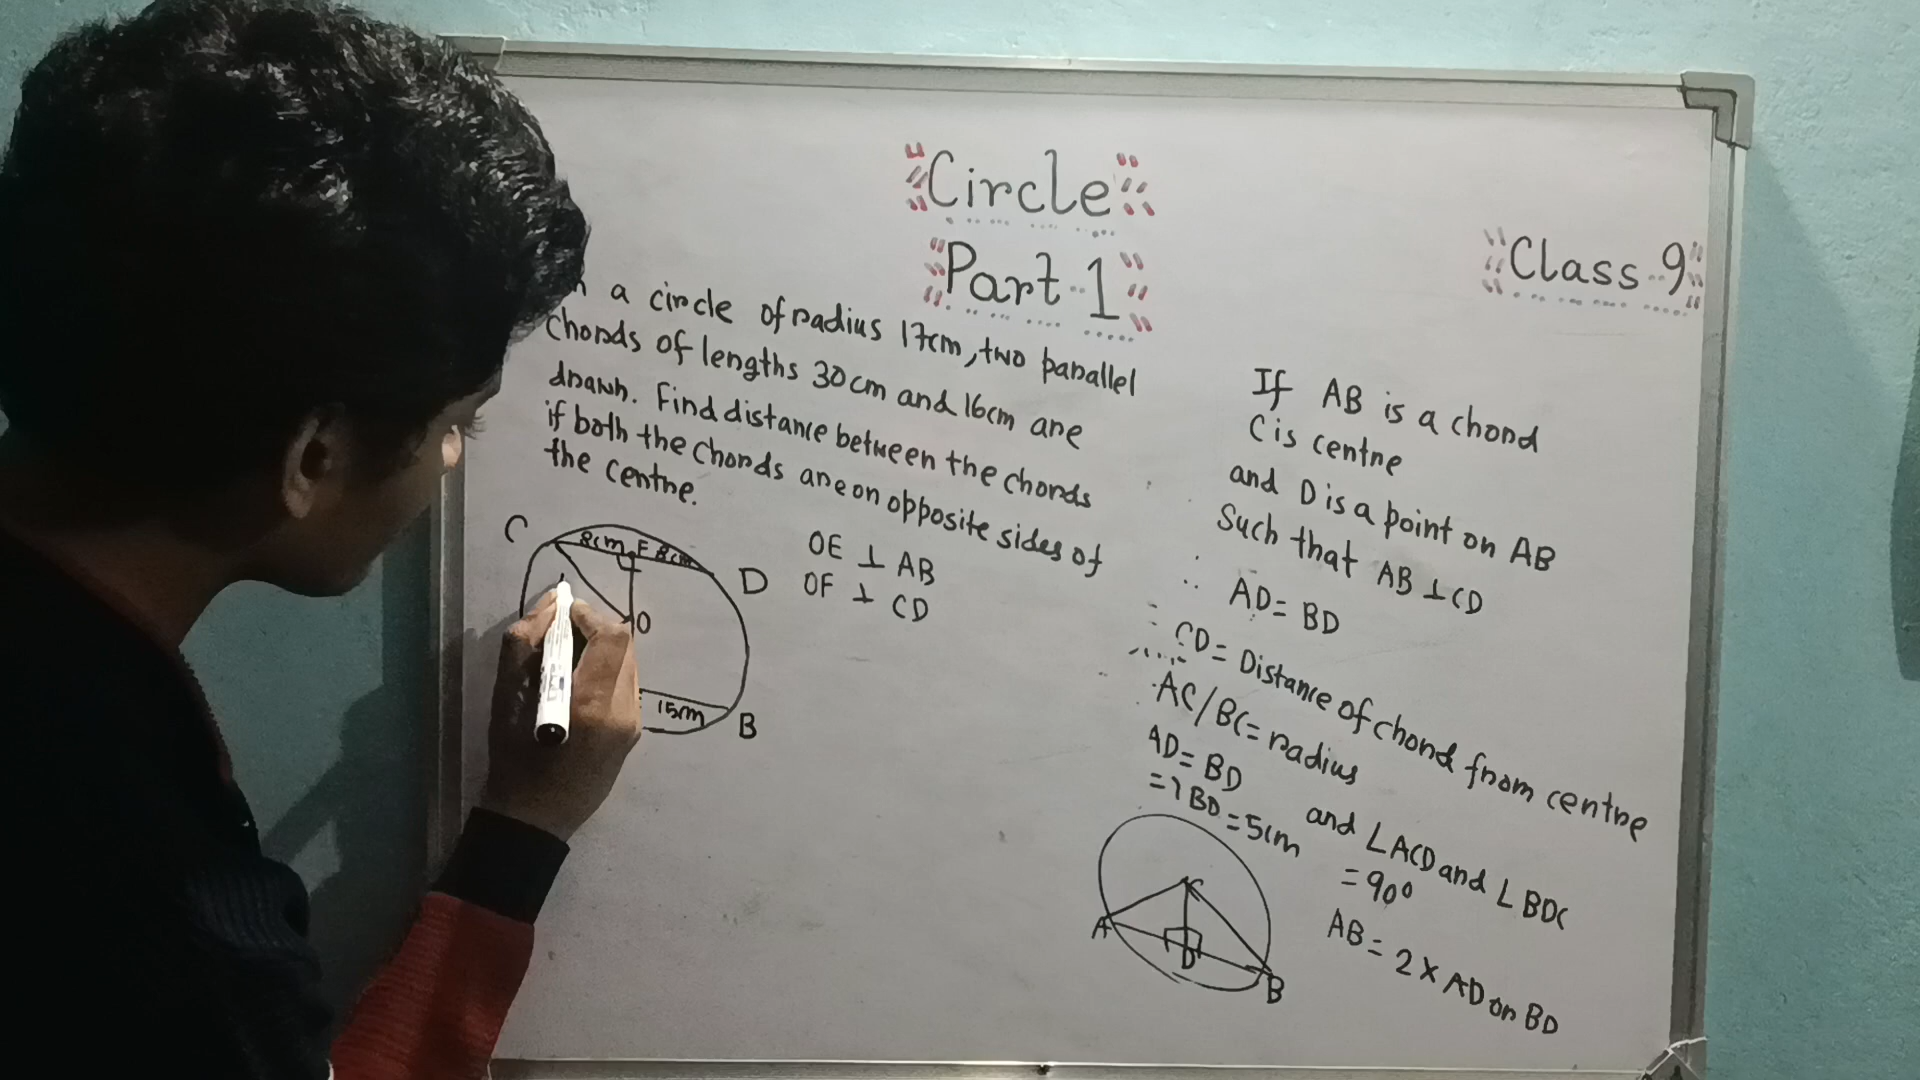 Circle
Part-1
Class-9
a circle of radius 17cm, two parallel
chords of lengths 30cm and 16cm are
drawn. Find distance between the chords
if both the chords are on opposite sides of
the centre.
C 8cm F 8cm D
O
15cm B
OE ⊥ AB
OF ⊥ CD
If AB is a chord
C is centre
and D is a point on AB
Such that AB ⊥ CD
∴ AD = BD
CD = Distance of chord from centre
AC/BC = radius
AD = BD and ∠ACD and ∠BDC
=> BD = 5cm = 90°
AB = 2 X AD or BD
C
A D B